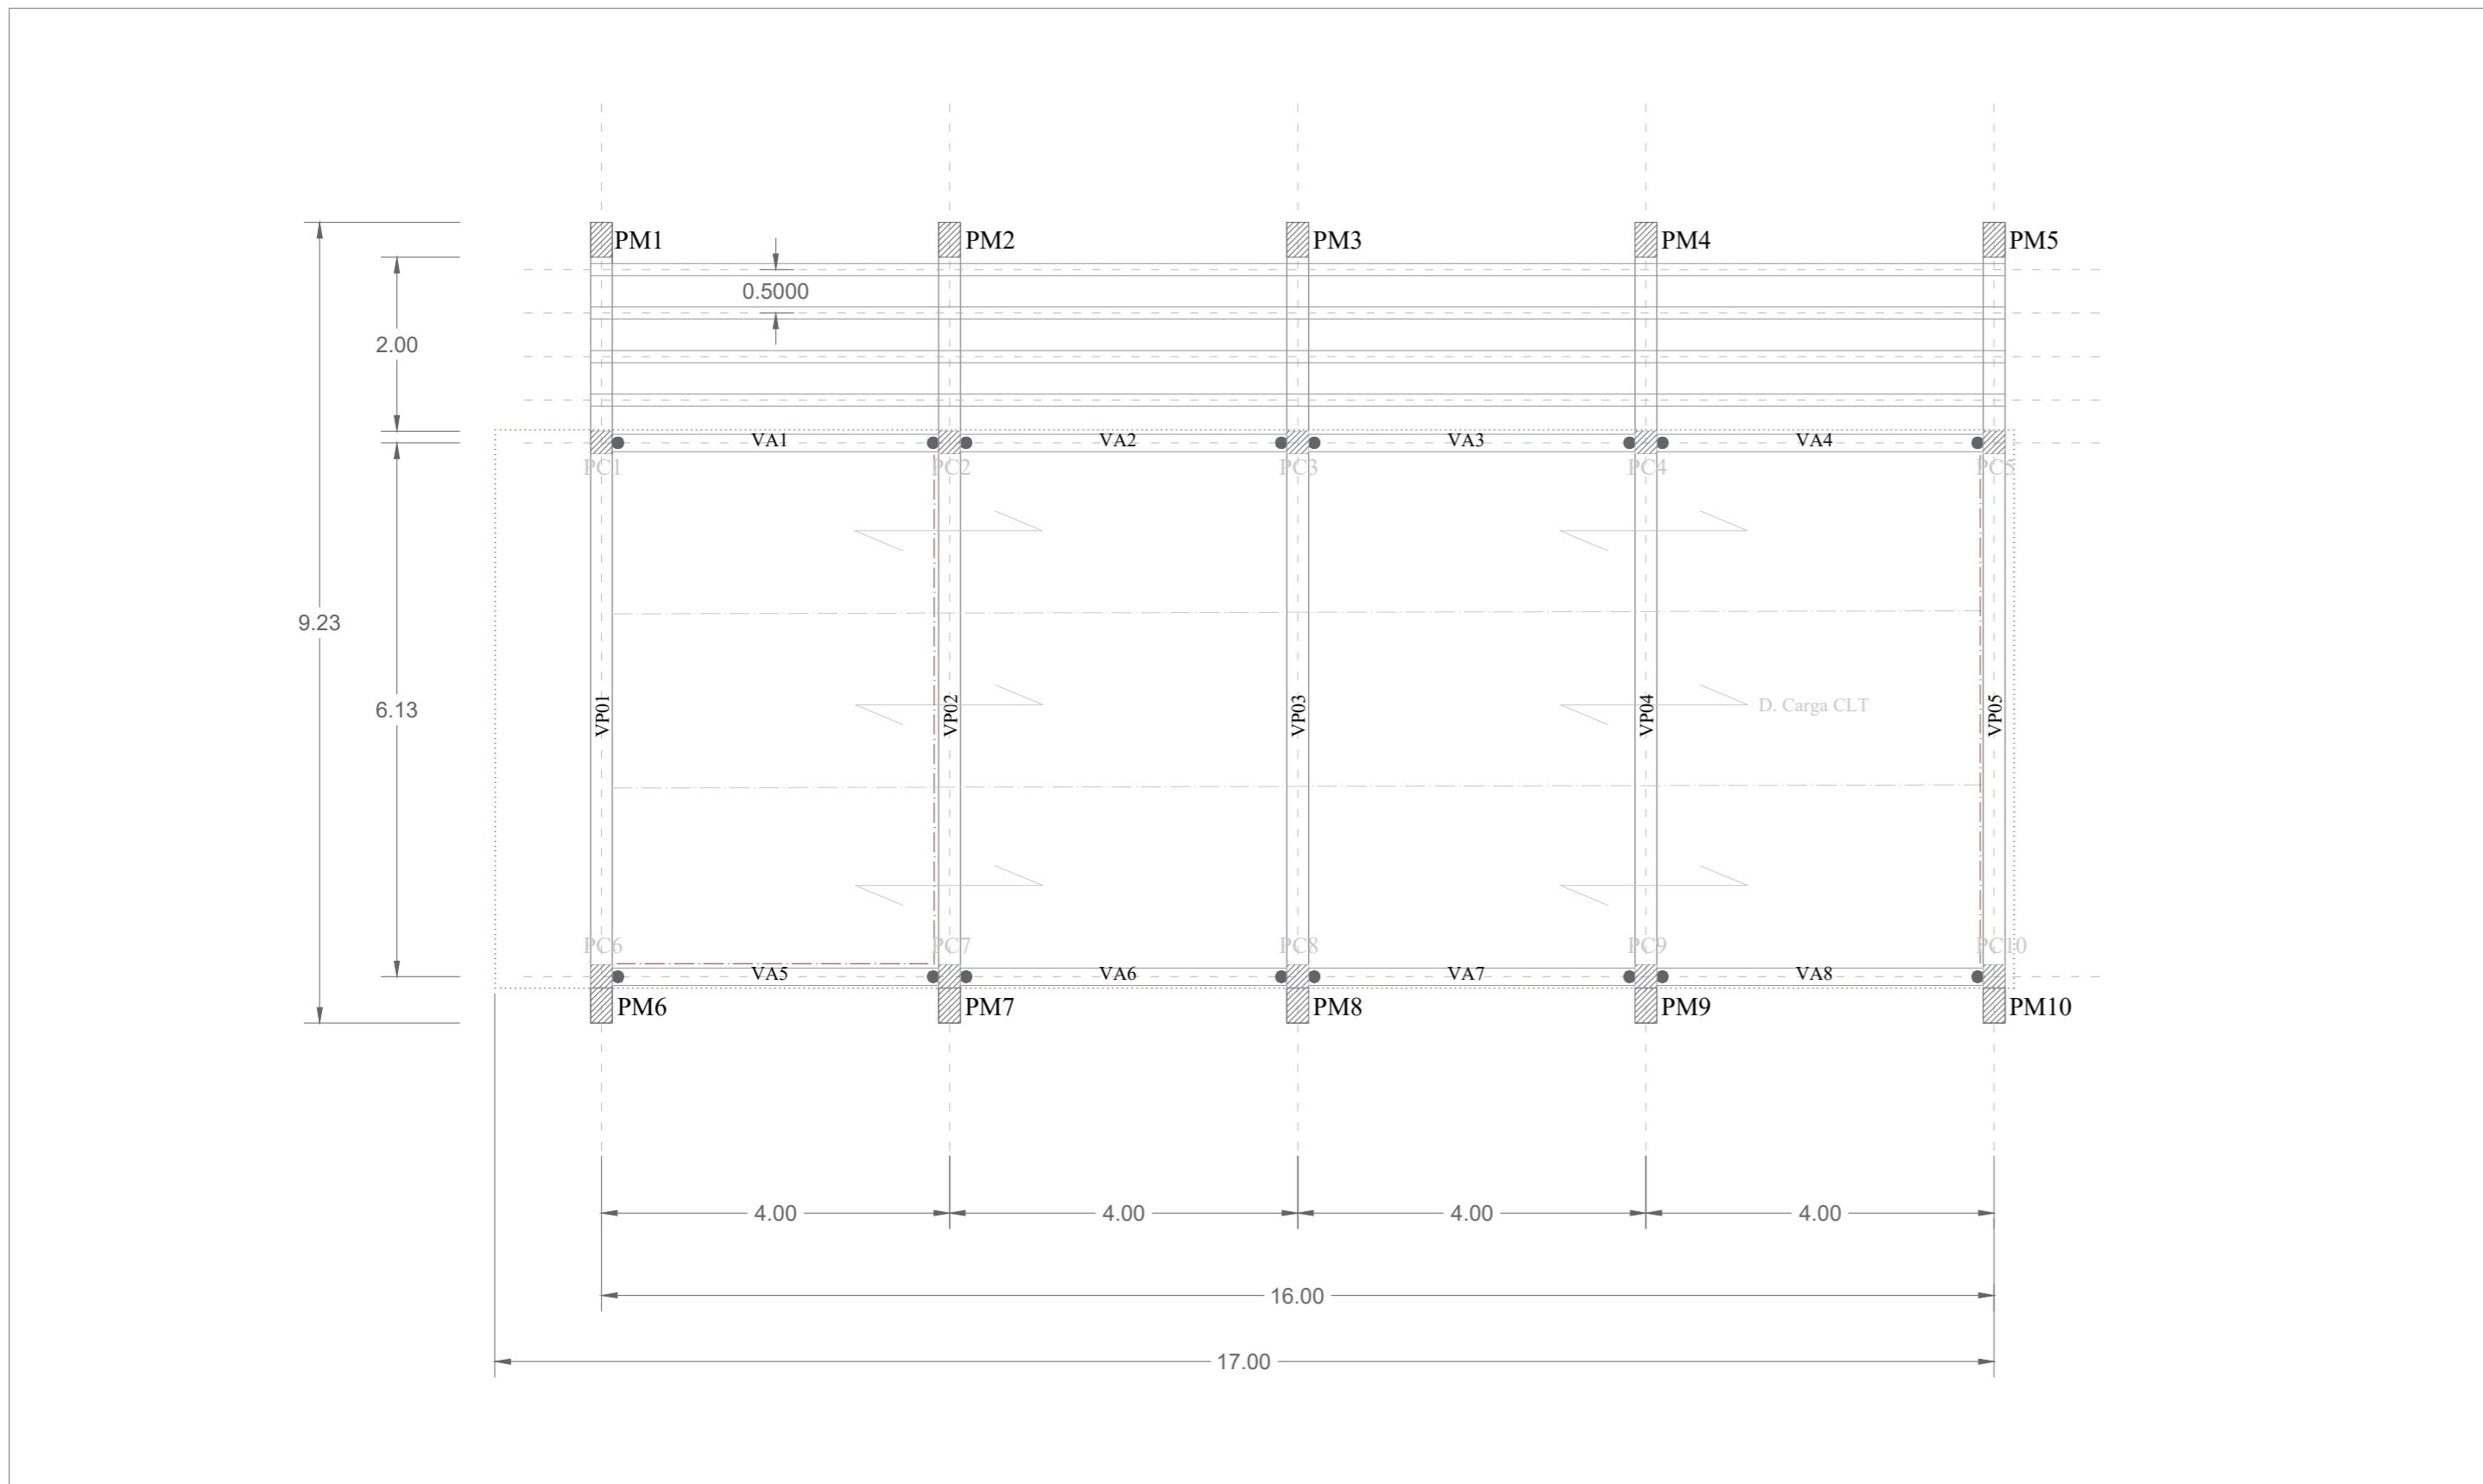 PM1
PM2
PM3
PM4
PM5
0.5000
2.00
VA1
VA2
VA3
VA4
PC1
PC2
PC3
PC4
PC5
9.23
6.13
VP01
VP02
VP03
VP04
D. Carga CLT
VP05
PC6
PC7
PC8
PC9
PC10
VA5
VA6
VA7
VA8
PM6
PM7
PM8
PM9
PM10
4.00
4.00
4.00
4.00
16.00
17.00